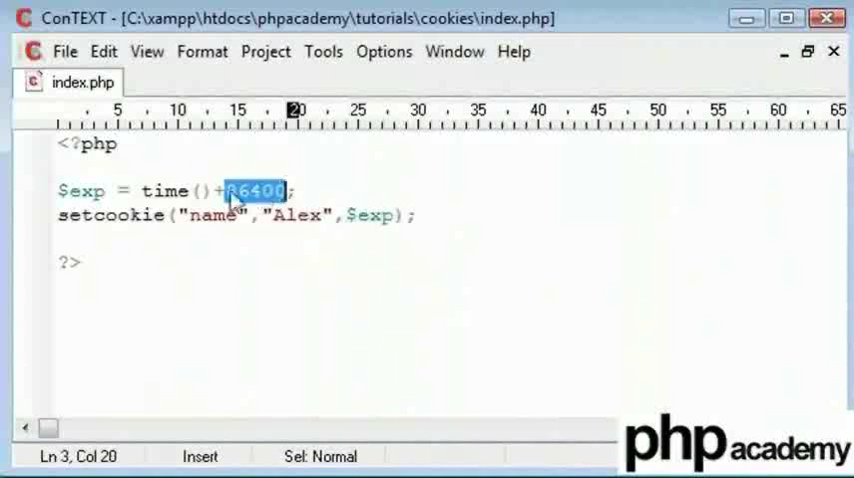 ConTEXT - [C:\xampp\htdocs\phpacademy\tutorials\cookies\index.php]
File Edit View Format Project Tools Options Window Help
index.php
5 10 15 20 25 30 35 40 45 50 55 60 65
<?php
$exp = time()+86400;
setcookie("name","Alex",$exp);
?>
Ln 3, Col 20 Insert Sel: Normal
php academy